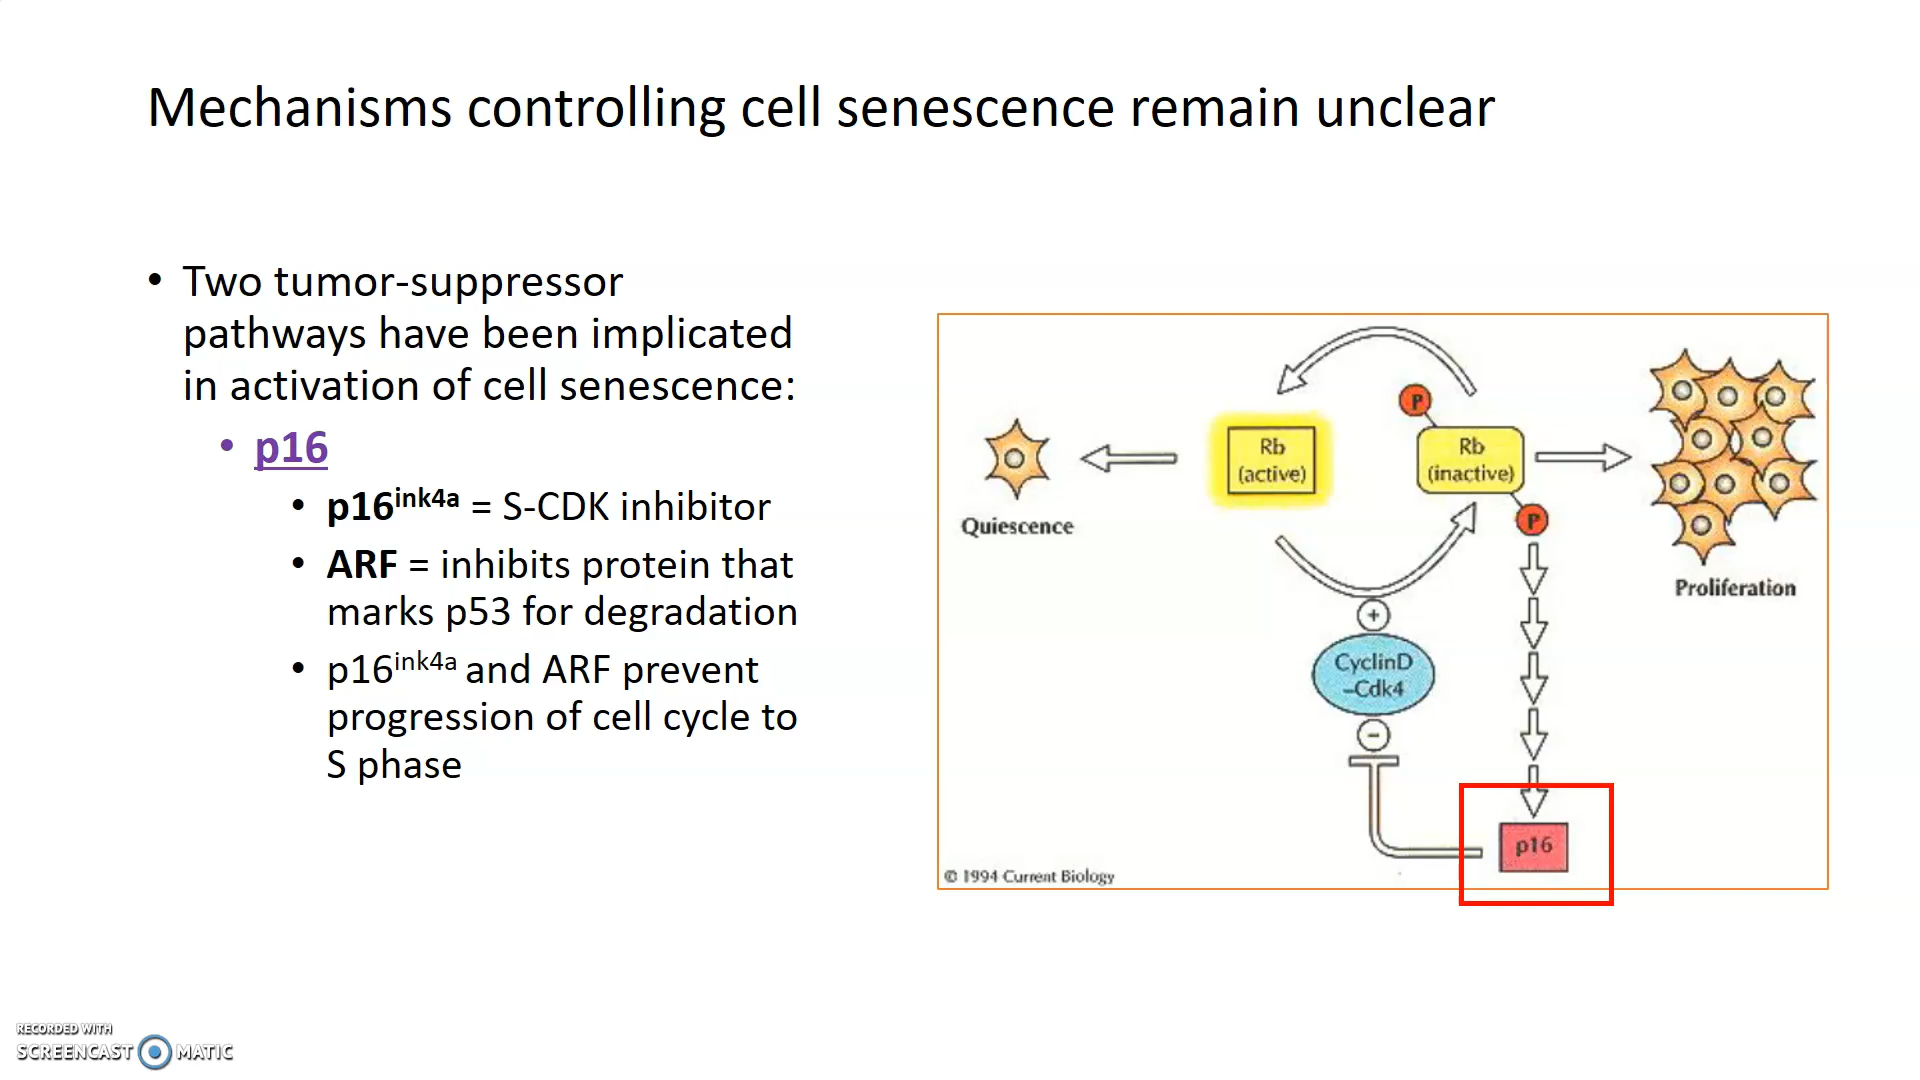 Mechanisms controlling cell senescence remain unclear
• Two tumor-suppressor
pathways have been implicated
in activation of cell senescence:
• p16
• p16ink4a = S-CDK inhibitor
• ARF = inhibits protein that
marks p53 for degradation
• p16ink4a and ARF prevent
progression of cell cycle to
S phase
Quiescence
Rb
(active)
P
Rb
(inactive)
P
Proliferation
+
CyclinD
–Cdk4
−
p16
© 1994 Current Biology
RECORDED WITH
SCREENCAST MATIC